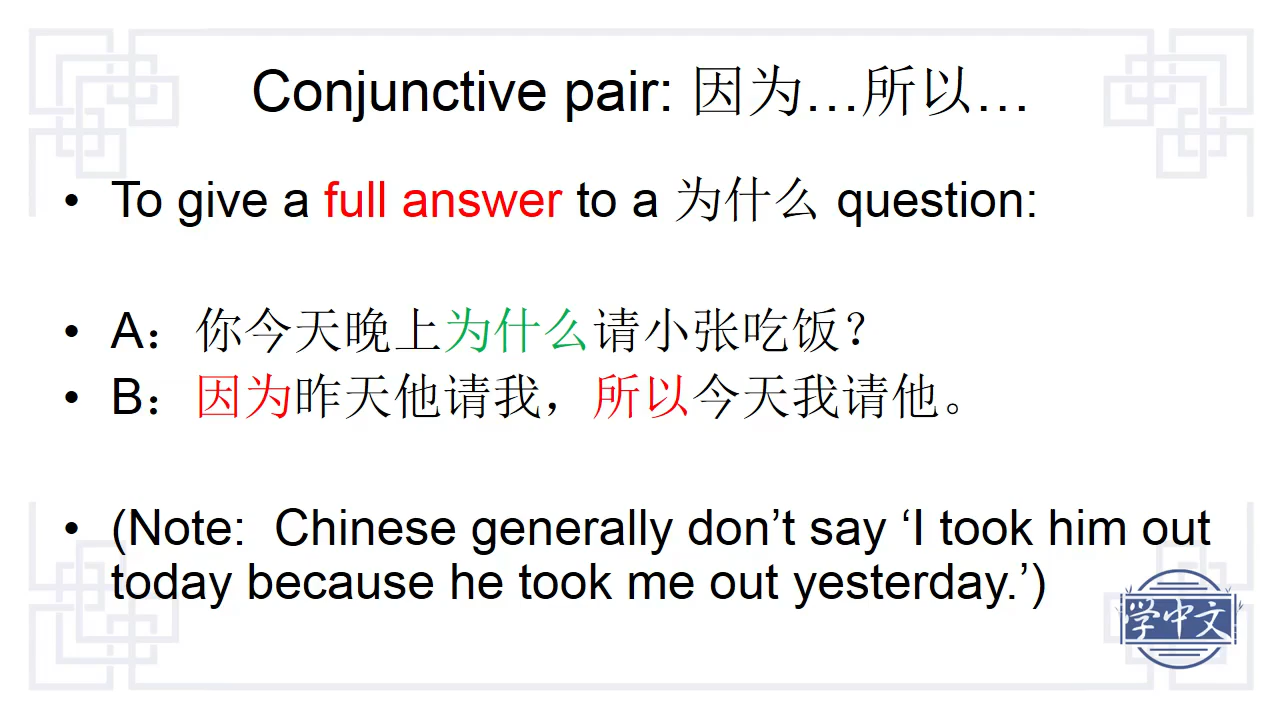 Conjunctive pair: 因为…所以…
• To give a full answer to a 为什么 question:
• A：你今天晚上为什么请小张吃饭？
• B：因为昨天他请我，所以今天我请他。
• (Note:  Chinese generally don’t say ‘I took him out
today because he took me out yesterday.’)
学中文